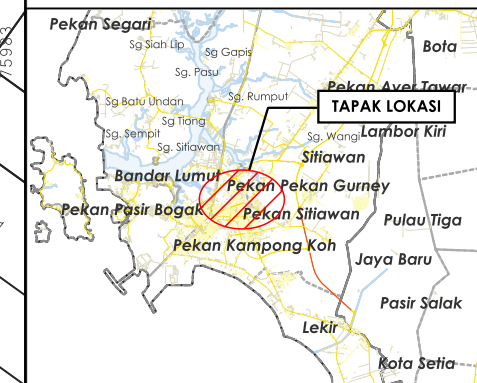 Pekan Segari
75983
Sg Siah Lip
Sg Gapis
Bota
Sg. Pasu
Pekan Ayer Tawar
Sg Batu Undan
Sg. Rumput
TAPAK LOKASI
Sg Tiong
Sg. Sempit
Sg. Wangi
Lambor Kiri
Sg. Sitiawan
Sitiawan
Bandar Lumut
Pekan Pekan Gurney
Pekan Pasir Bogak
Pekan Sitiawan
Pulau Tiga
Pekan Kampong Koh
Jaya Baru
Pasir Salak
Lekir
Kota Setia